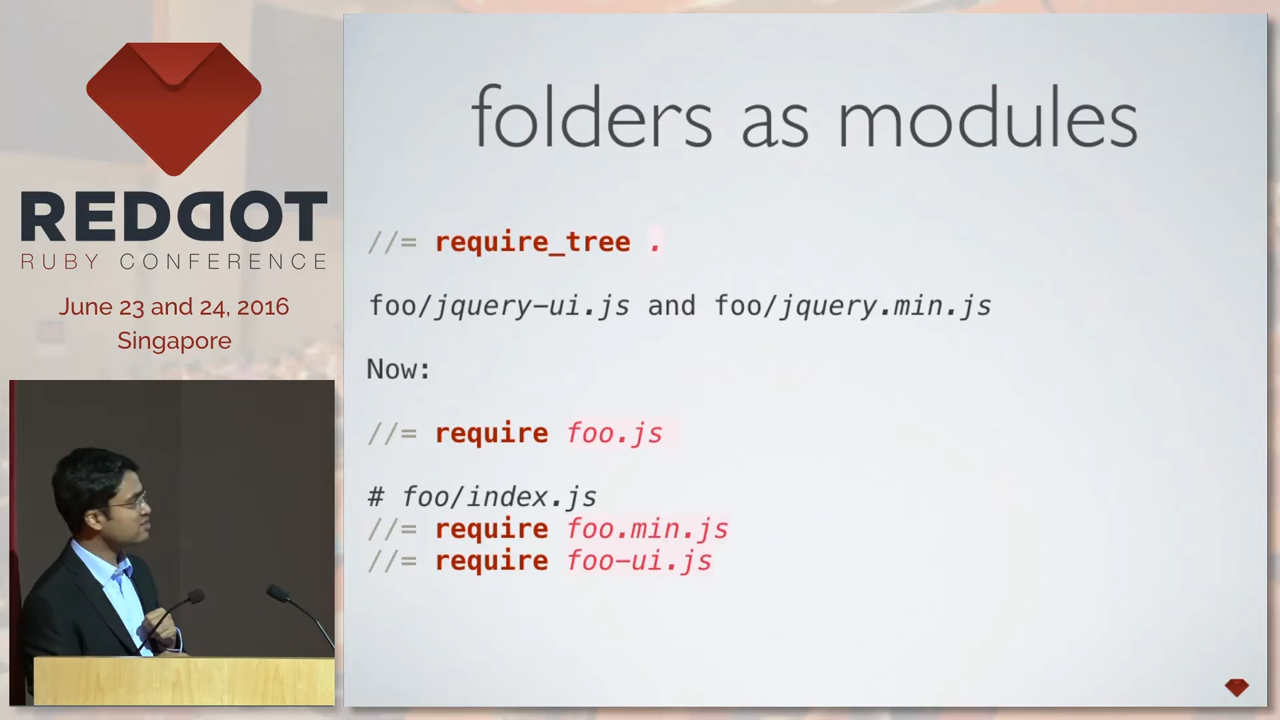 REDDOT
RUBY CONFERENCE
June 23 and 24, 2016
Singapore
folders as modules
//= require_tree .
foo/jquery-ui.js and foo/jquery.min.js
Now:
//= require foo.js
# foo/index.js
//= require foo.min.js
//= require foo-ui.js